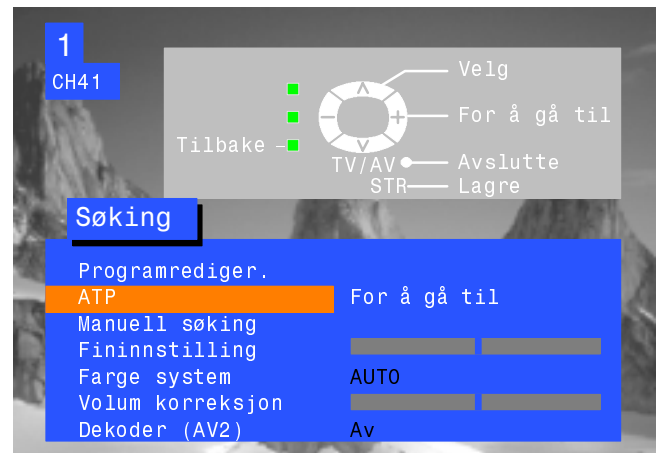 1
CH41
Velg
For å gå til
Tilbake
TV/AV Avslutte
STR Lagre
Søking
Programrediger.
ATP For å gå til
Manuell søking
Fininnstilling
Farge system AUTO
Volum korreksjon
Dekoder (AV2) Av